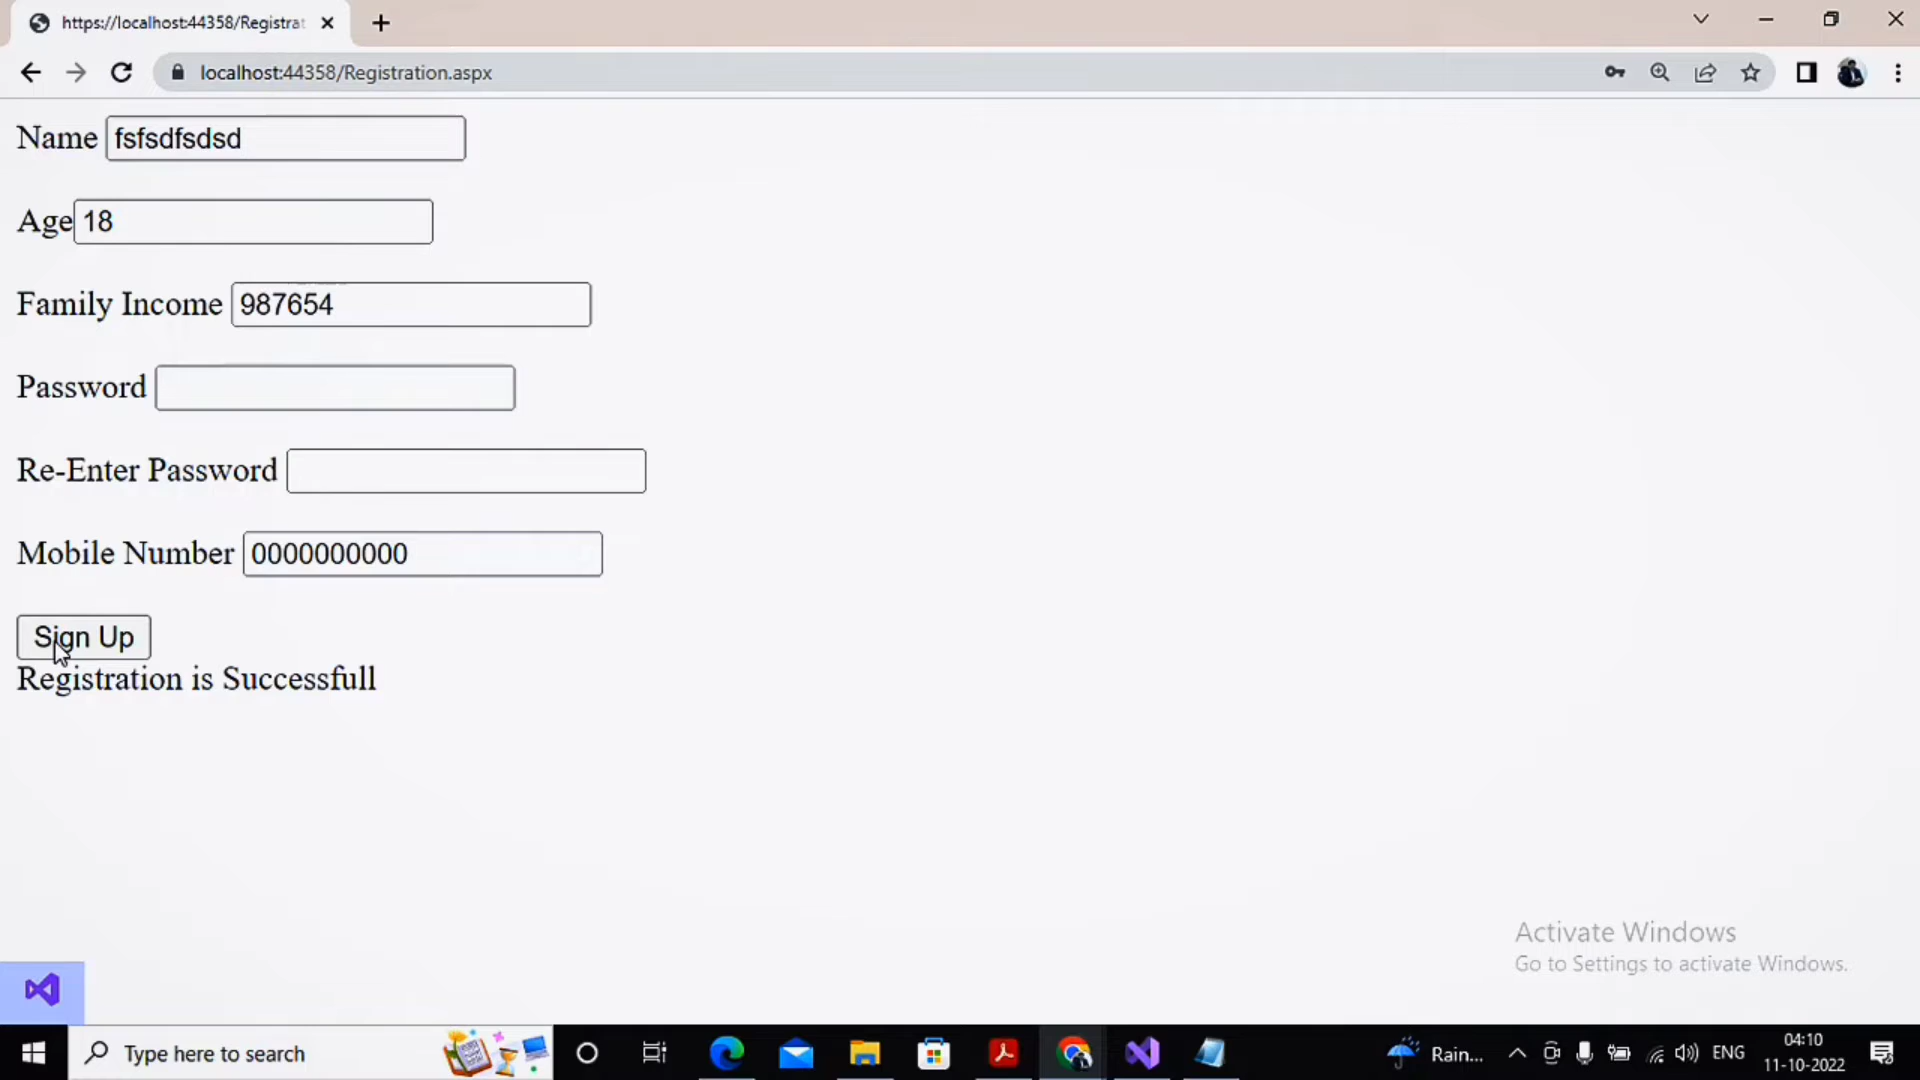 https://localhost:44358/Registrat
localhost:44358/Registration.aspx
Name fsfsdfsdsd
Age 18
Family Income 987654
Password
Re-Enter Password
Mobile Number 0000000000
Sign Up
Registration is Successfull
Activate Windows
Go to Settings to activate Windows.
Type here to search
Rain...
ENG
04:10
11-10-2022